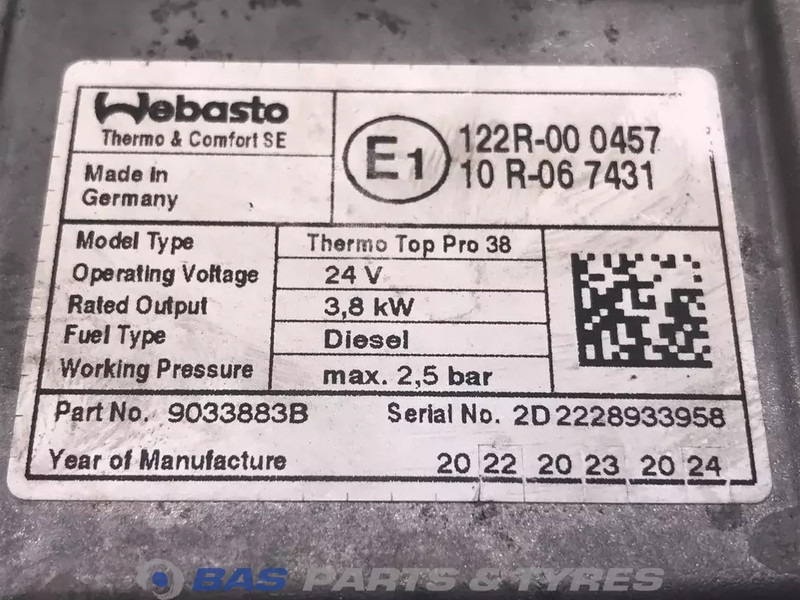 Webasto
Thermo & Comfort SE
Made In
Germany
E1
122R-00 0457
10 R-06 7431
Model Type Thermo Top Pro 38
Operating Voltage 24 V
Rated Output 3,8 kW
Fuel Type Diesel
Working Pressure max. 2,5 bar
Part No. 9033883B Serial No. 2D2228933958
Year of Manufacture 20 22 20 23 20 24
BAS PARTS & TYRES